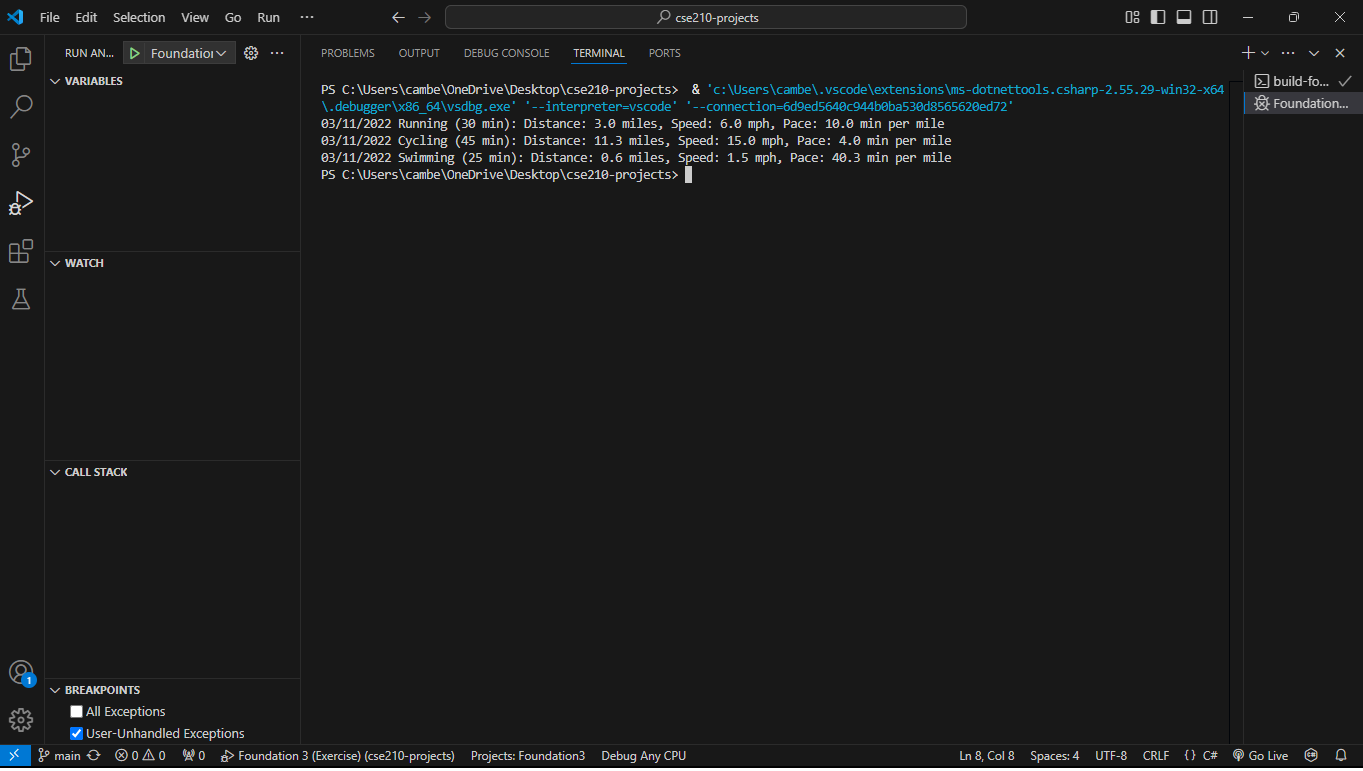 File Edit Selection View Go Run ···
cse210-projects
RUN AN... Foundation ···
PROBLEMS OUTPUT DEBUG CONSOLE TERMINAL PORTS
VARIABLES
WATCH
CALL STACK
BREAKPOINTS
All Exceptions
User-Unhandled Exceptions
PS C:\Users\cambe\OneDrive\Desktop\cse210-projects>  & 'c:\Users\cambe\.vscode\extensions\ms-dotnettools.csharp-2.55.29-win32-x64
\.debugger\x86_64\vsdbg.exe' '--interpreter=vscode' '--connection=6d9ed5640c944b0ba530d8565620ed72'
03/11/2022 Running (30 min): Distance: 3.0 miles, Speed: 6.0 mph, Pace: 10.0 min per mile
03/11/2022 Cycling (45 min): Distance: 11.3 miles, Speed: 15.0 mph, Pace: 4.0 min per mile
03/11/2022 Swimming (25 min): Distance: 0.6 miles, Speed: 1.5 mph, Pace: 40.3 min per mile
PS C:\Users\cambe\OneDrive\Desktop\cse210-projects>
build-fo...
Foundation...
1
main 0 0 0 Foundation 3 (Exercise) (cse210-projects) Projects: Foundation3 Debug Any CPU Ln 8, Col 8 Spaces: 4 UTF-8 CRLF {} C# Go Live